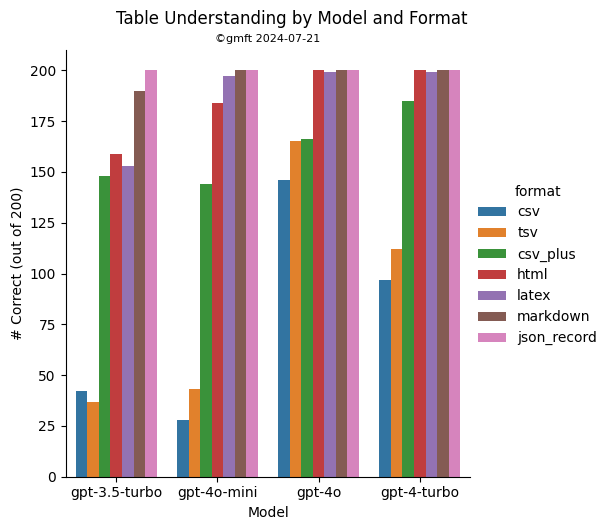 Table Understanding by Model and Format
©gmft 2024-07-21
200
175
150
125
100
75
50
25
0
# Correct (out of 200)
gpt-3.5-turbo gpt-4o-mini gpt-4o gpt-4-turbo
Model
format
csv
tsv
csv_plus
html
latex
markdown
json_record